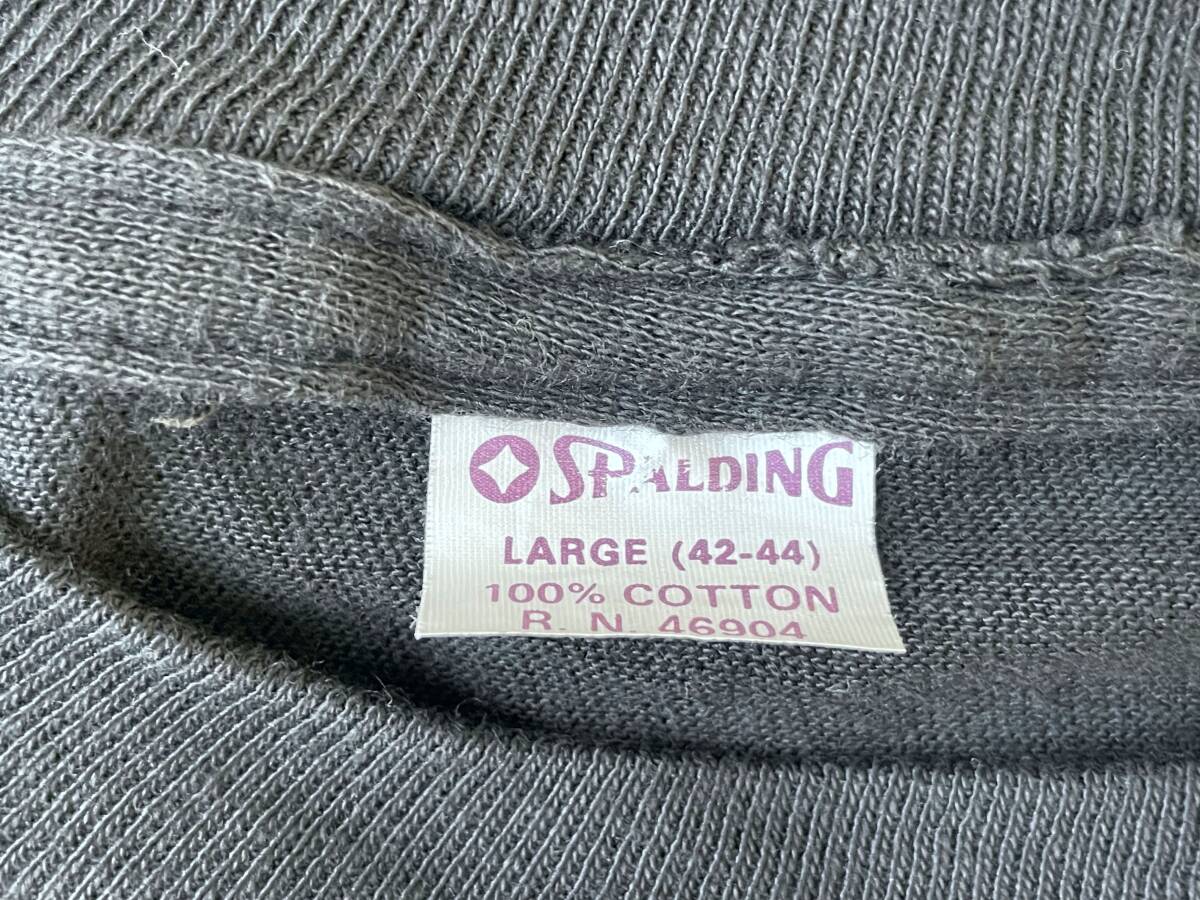 SPALDING
LARGE (42-44)
100% COTTON
R. N. 46904